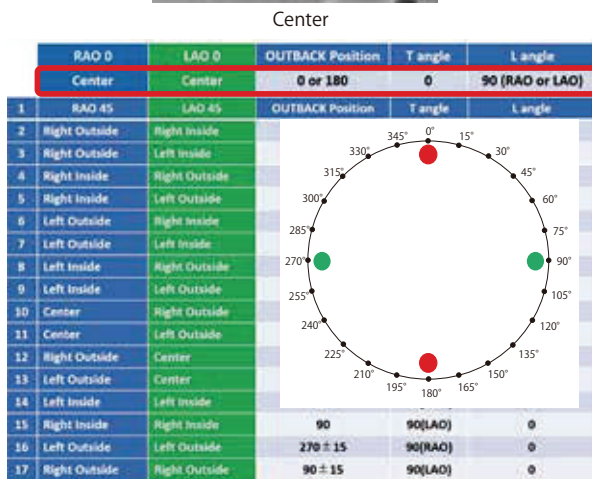 Center
RAO 0 LAO 0 OUTBACK Position T angle L angle
Center Center 0 or 180 0 90 (RAO or LAO)
1 RAO 45 LAO 45 OUTBACK Position T angle L angle
2 Right Outside Right Inside
3 Right Outside Left Inside
4 Right Inside Right Outside
5 Right Inside Left Outside
6 Left Outside Right Inside
7 Left Outside Left Inside
8 Left Inside Right Outside
9 Left Inside Left Outside
10 Center Right Outside
11 Center Left Outside
12 Right Outside Center
13 Left Outside Center
14 Left Inside Left Inside
15 Right Inside Right Inside 90 90(LAO) 0
16 Left Outside Left Outside 270 ± 15 90(RAO) 0
17 Right Outside Right Outside 90 ± 15 90(LAO) 0
0°
15°
30°
45°
60°
75°
90°
105°
120°
135°
150°
165°
180°
195°
210°
225°
240°
255°
270°
285°
300°
315°
330°
345°